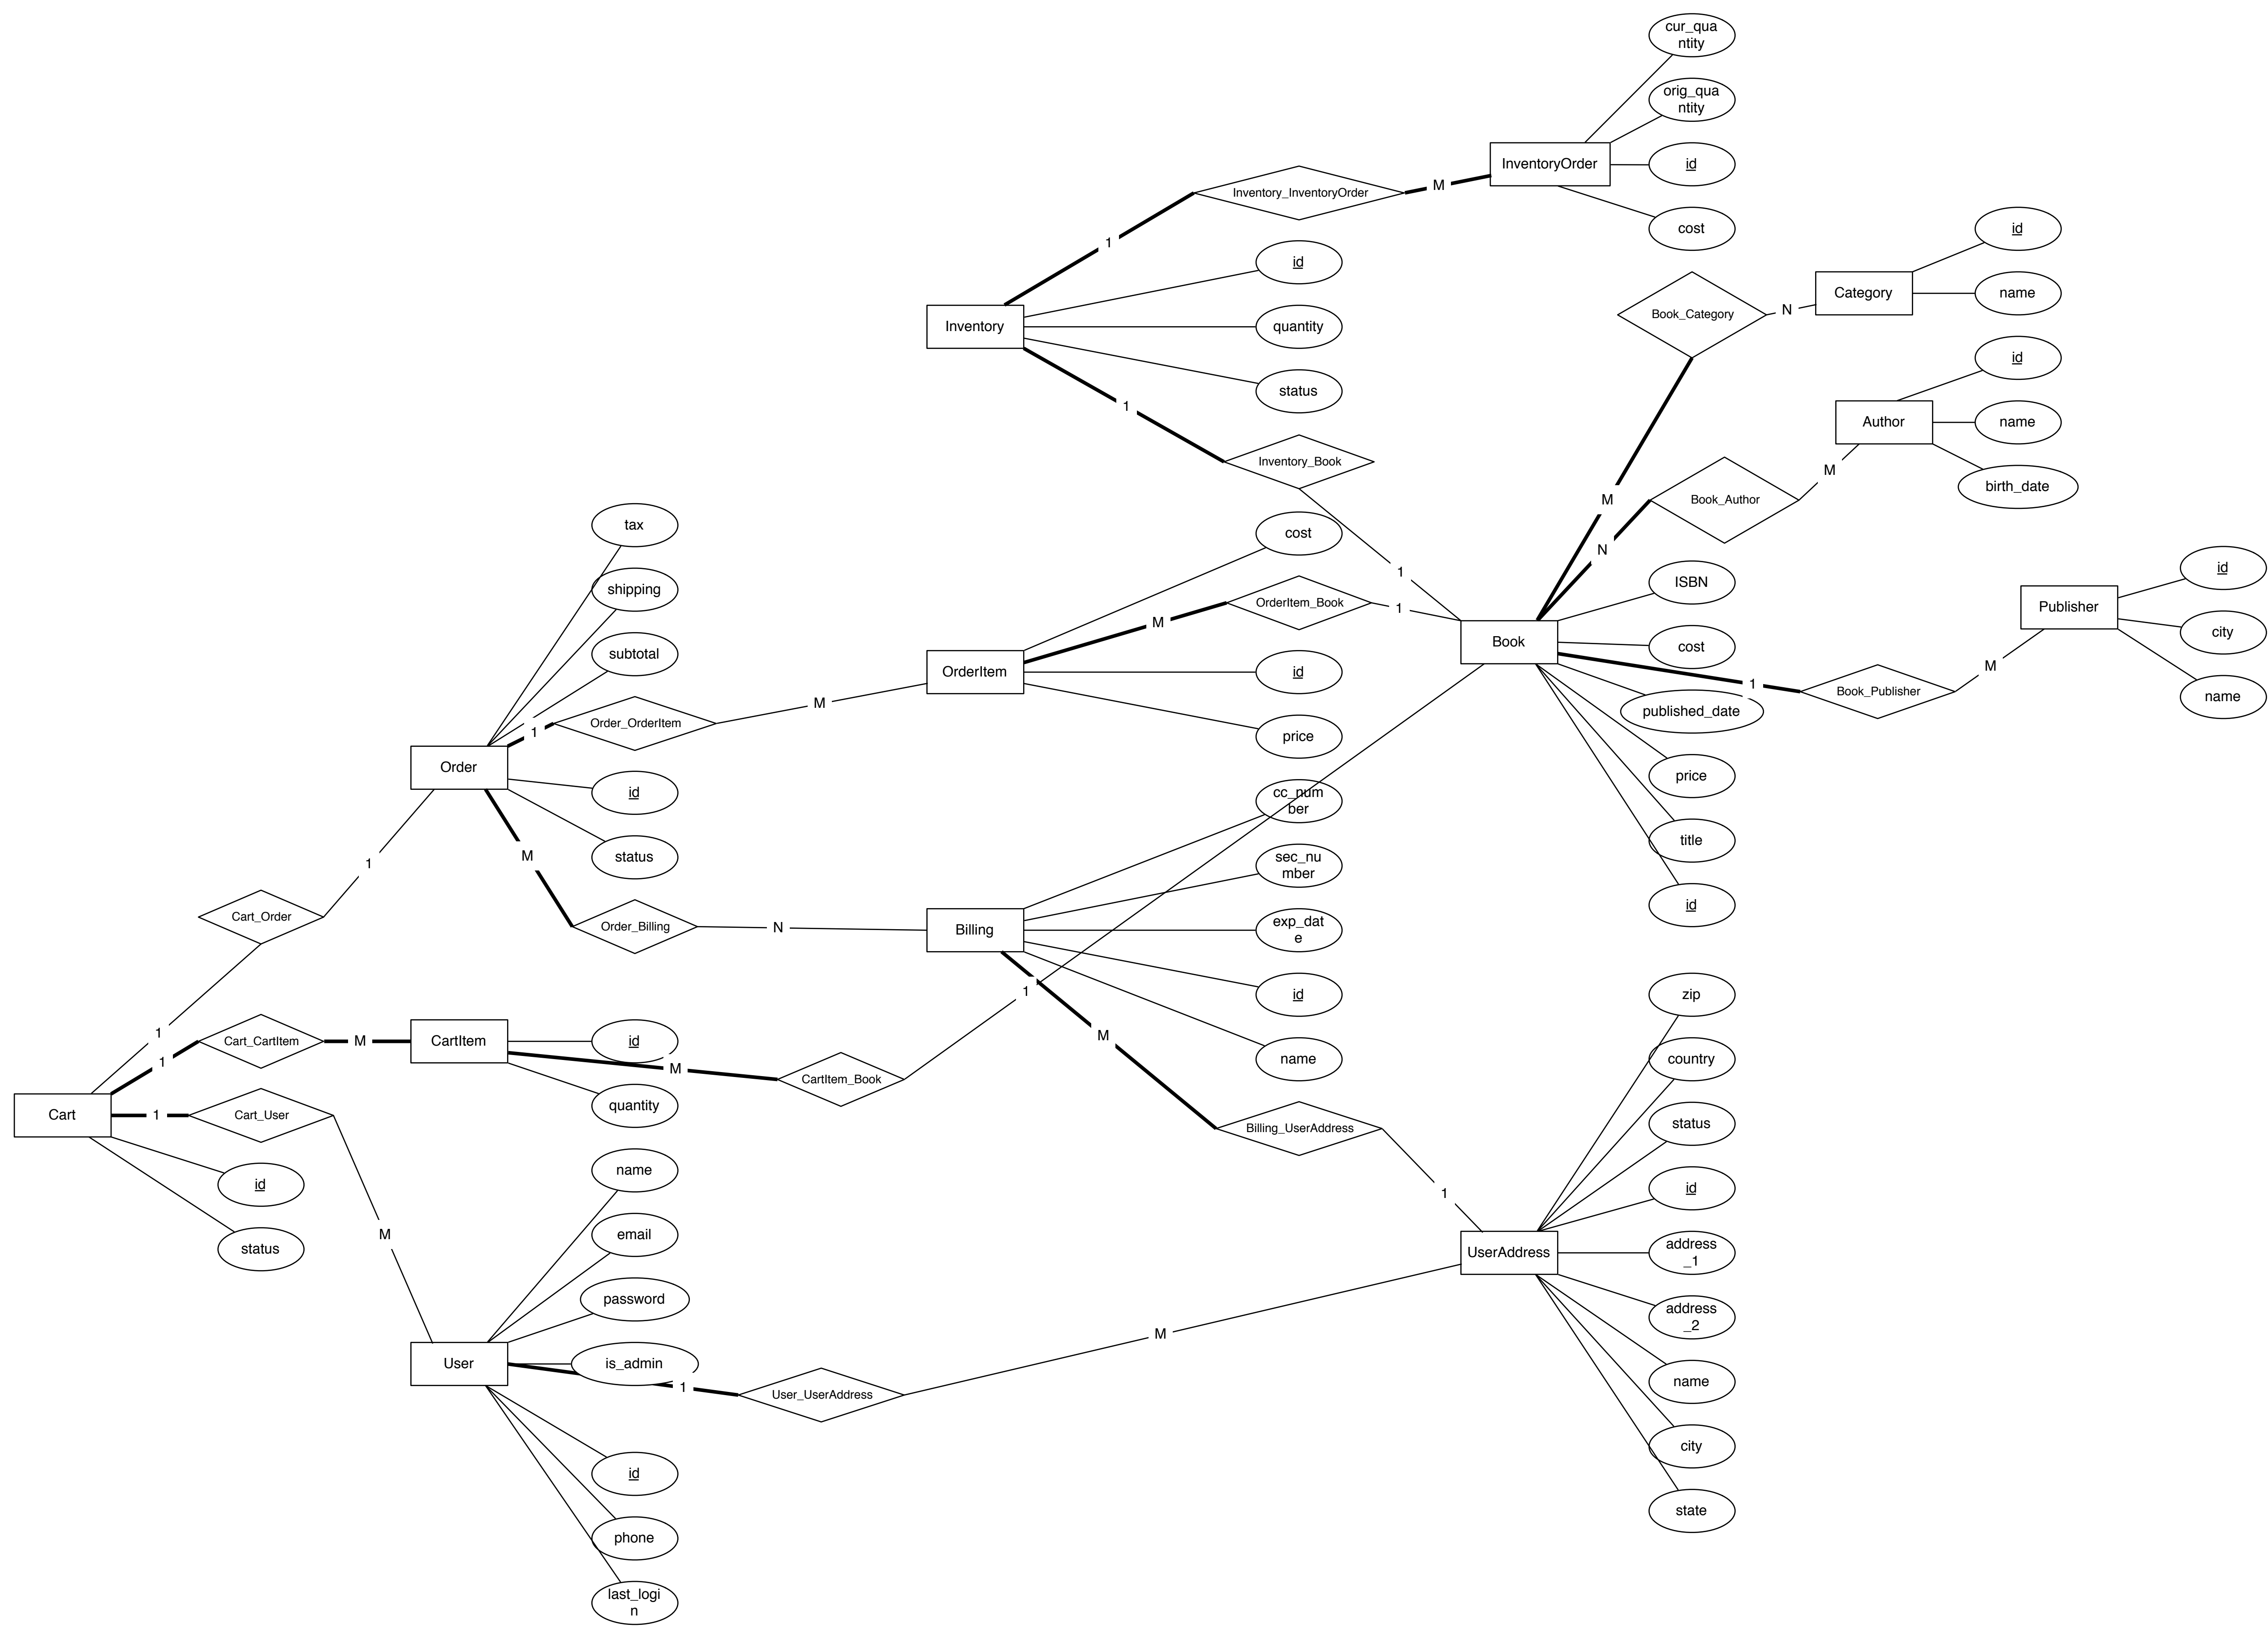 cur_qua
ntity
orig_qua
ntity
InventoryOrder
id
cost
Inventory_InventoryOrder
M
1
id
Inventory
quantity
status
1
Inventory_Book
1
id
Category
name
Book_Category
N
M
id
Author
name
birth_date
Book_Author
M
N
tax
shipping
subtotal
Order_OrderItem
1
M
Order
id
status
cost
OrderItem_Book
M
1
OrderItem
id
price
ISBN
Book
cost
published_date
price
title
id
1
Book_Publisher
M
id
Publisher
city
name
1
Cart_Order
1
M
Order_Billing
N
cc_num
ber
sec_nu
mber
Billing
exp_dat
e
id
name
1
Cart_CartItem
1
M
CartItem
id
M
CartItem_Book
quantity
Cart
1
Cart_User
M
id
status
M
Billing_UserAddress
1
name
email
password
User
is_admin
1
User_UserAddress
M
id
phone
last_logi
n
zip
country
status
id
UserAddress
address
_1
address
_2
name
city
state